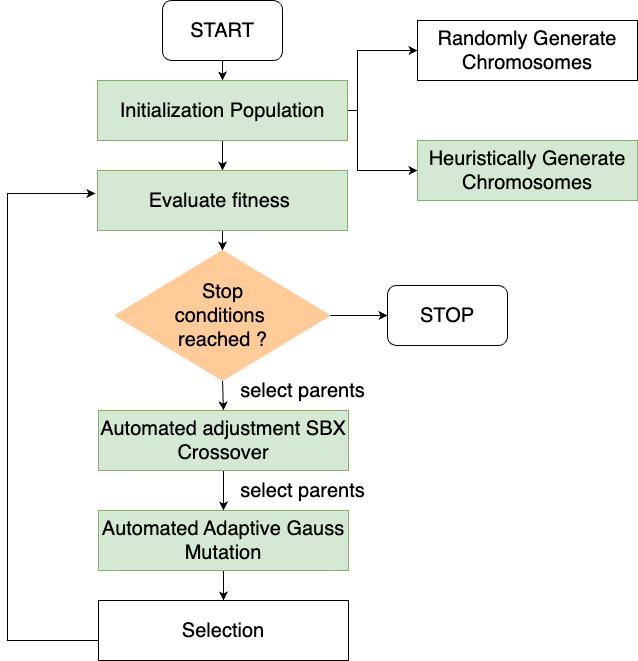 START
Randomly Generate
Chromosomes
Initialization Population
Heuristically Generate
Chromosomes
Evaluate fitness
Stop
conditions
reached ?
STOP
select parents
Automated adjustment SBX
Crossover
select parents
Automated Adaptive Gauss
Mutation
Selection